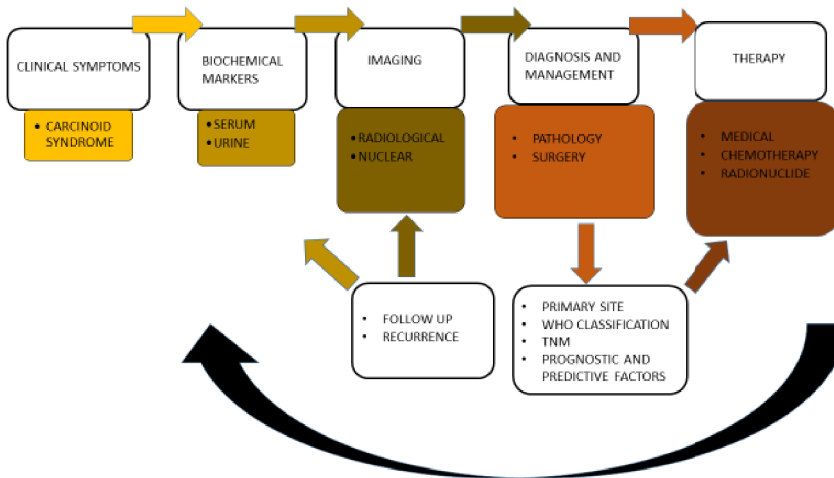 CLINICAL SYMPTOMS
• CARCINOID
SYNDROME
BIOCHEMICAL
MARKERS
• SERUM
• URINE
IMAGING
• RADIOLOGICAL
• NUCLEAR
DIAGNOSIS AND
MANAGEMENT
• PATHOLOGY
• SURGERY
THERAPY
• MEDICAL
• CHEMOTHERAPY
• RADIONUCLIDE
• FOLLOW UP
• RECURRENCE
• PRIMARY SITE
• WHO CLASSIFICATION
• TNM
• PROGNOSTIC AND
PREDICTIVE FACTORS